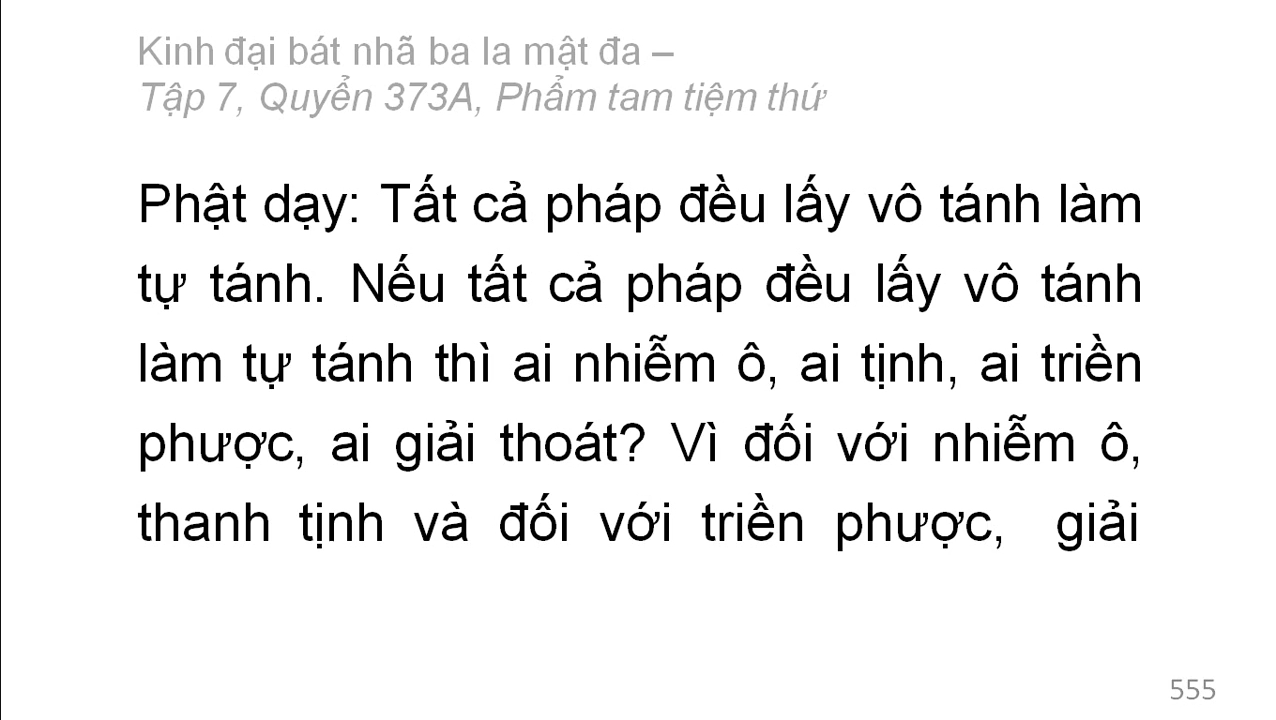 Kinh đại bát nhã ba la mật đa –
Tập 7, Quyển 373A, Phẩm tam tiệm thứ
Phật dạy: Tất cả pháp đều lấy vô tánh làm
tự tánh. Nếu tất cả pháp đều lấy vô tánh
làm tự tánh thì ai nhiễm ô, ai tịnh, ai triền
phược, ai giải thoát? Vì đối với nhiễm ô,
thanh tịnh và đối với triền phược, giải
555